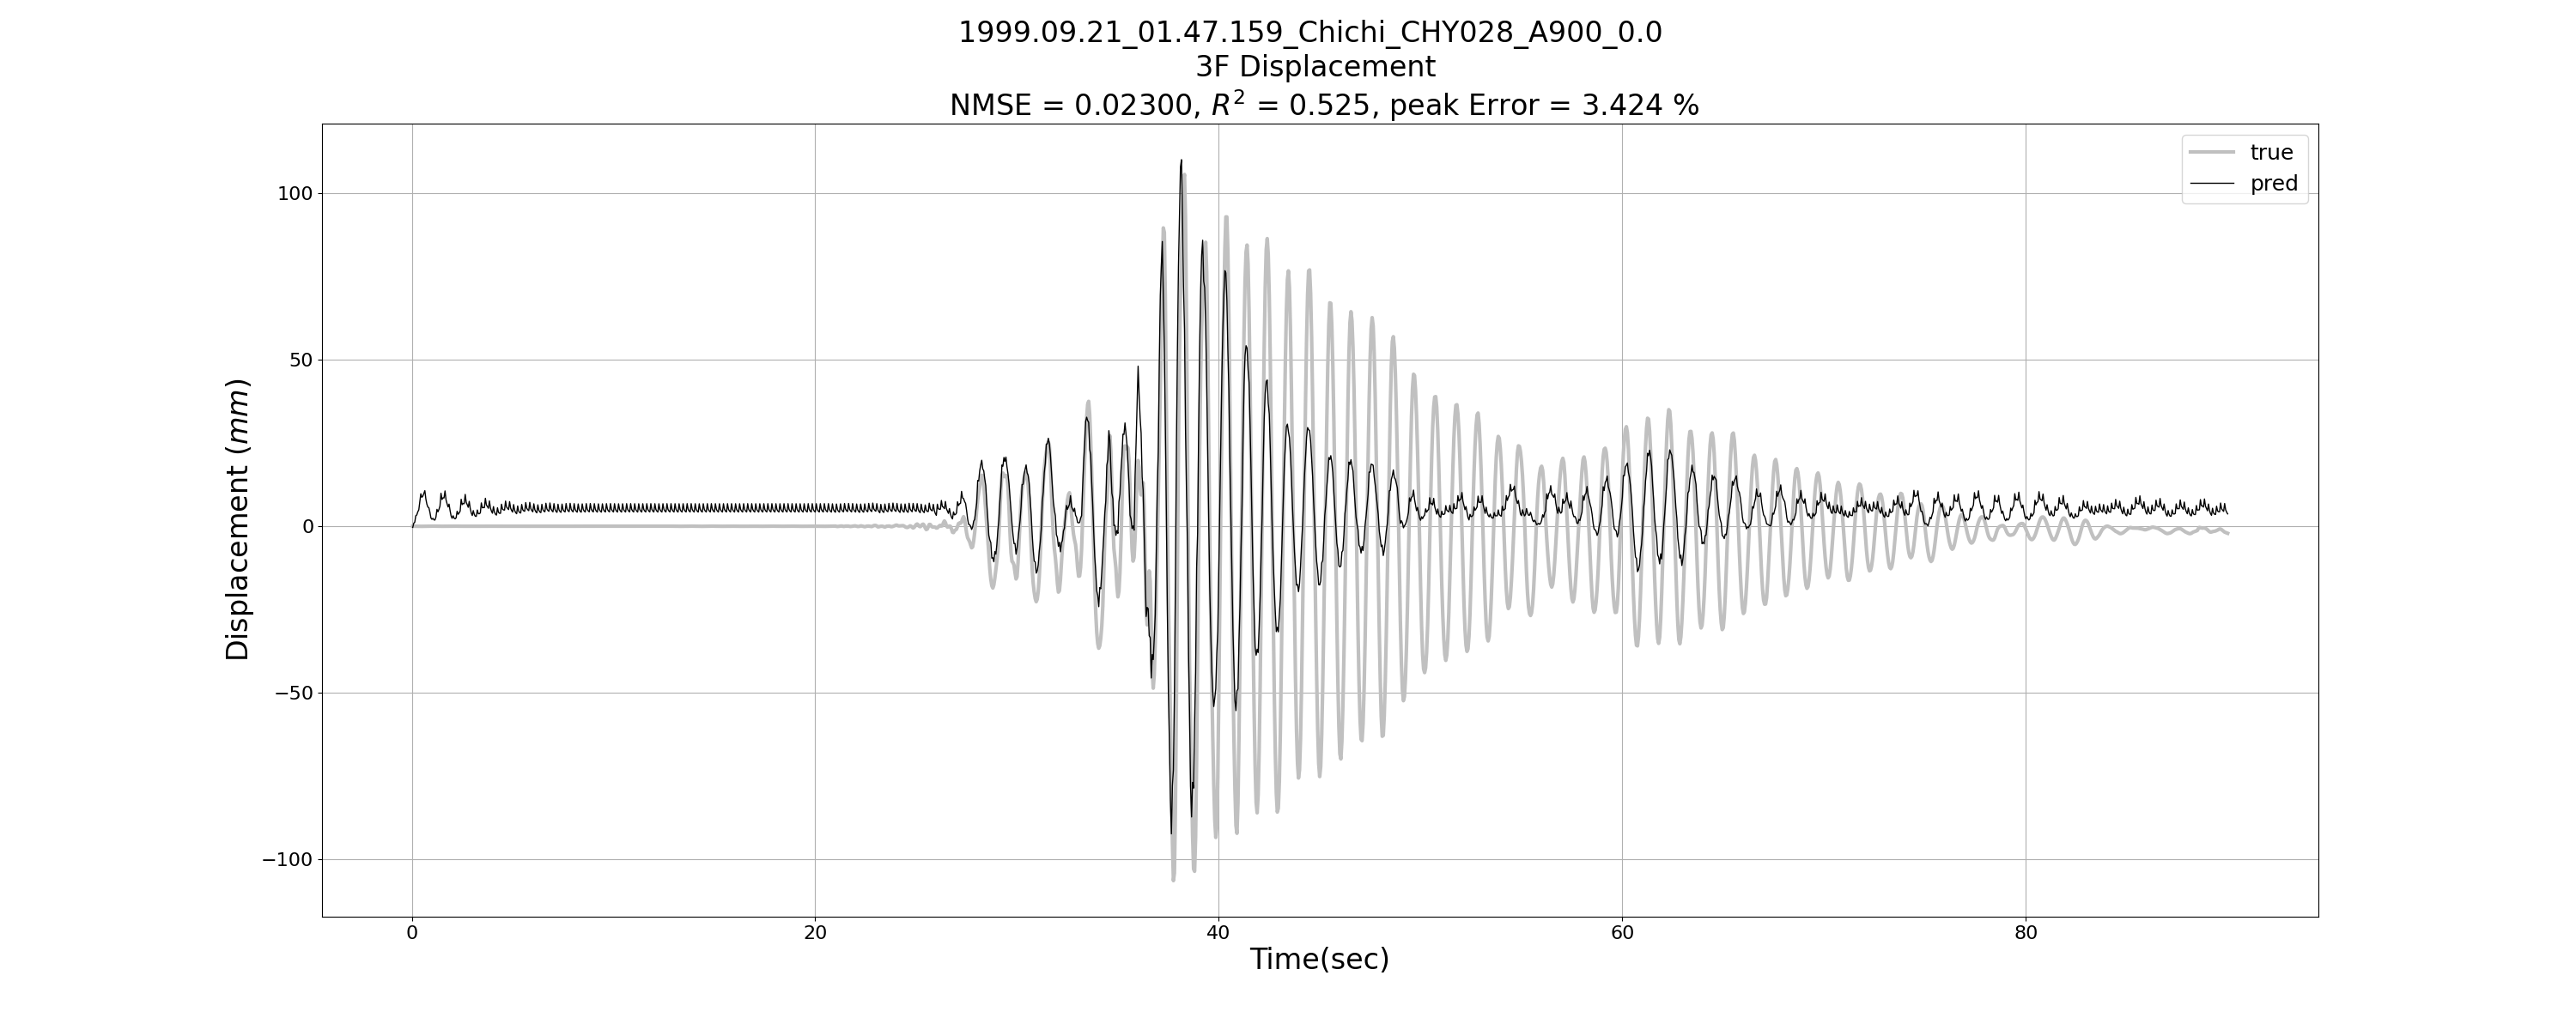 1999.09.21_01.47.159_Chichi_CHY028_A900_0.0
3F Displacement
NMSE = 0.02300, R² = 0.525, peak Error = 3.424 %
true
pred
Displacement (mm)
100
50
0
−50
−100
0 20 40 60 80
Time(sec)